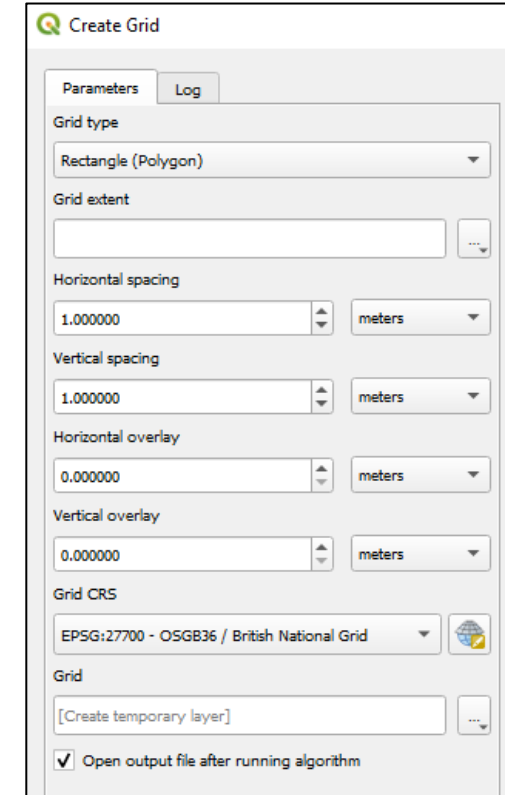 Create Grid
Parameters Log
Grid type
Rectangle (Polygon)
Grid extent
...
Horizontal spacing
1.000000 meters
Vertical spacing
1.000000 meters
Horizontal overlay
0.000000 meters
Vertical overlay
0.000000 meters
Grid CRS
EPSG:27700 - OSGB36 / British National Grid
Grid
[Create temporary layer] ...
Open output file after running algorithm